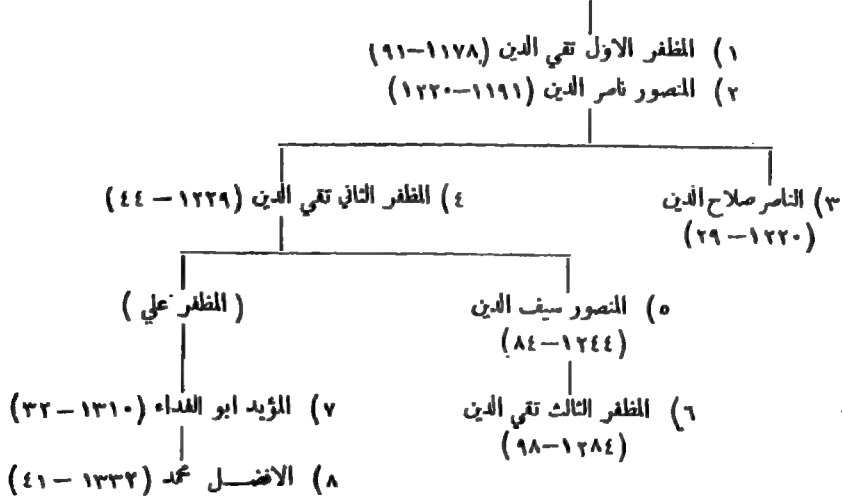 ١) المظفر الاول تقي الدين (١١٧٨–٩١)
٢) المنصور ناصر الدين (١١٩١–١٢٢٠)
٣) الناصر صلاح الدين
(١٢٢٠–٢٩)
٤) المظفر الثاني تقي الدين (١٢٢٩ – ٤٤)
٥) المنصور سيف الدين
(١٢٤٤–٨٤)
(المظفر علي)
٦) المظفر الثالث تقي الدين
(١٢٨٤–٩٨)
٧) المؤيد ابو الفداء (١٣١٠–٣٢)
٨) الافضل محمد (١٣٣٢ – ٤١)